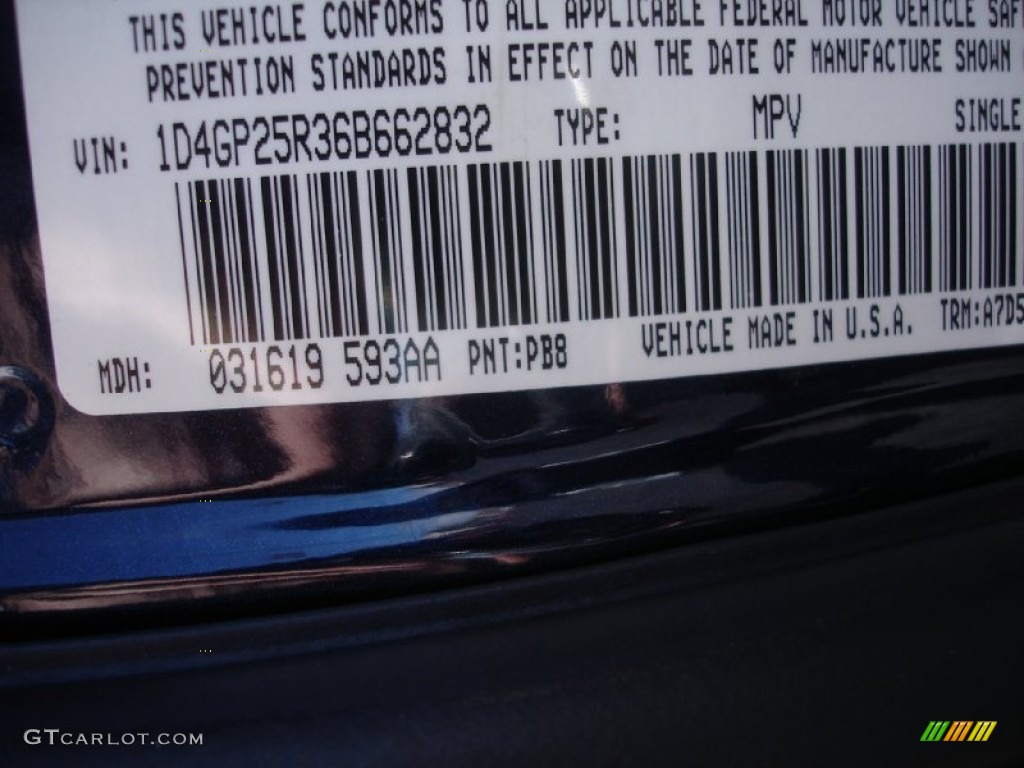 THIS VEHICLE CONFORMS TO ALL APPLICABLE FEDERAL MOTOR VEHICLE SAF
PREVENTION STANDARDS IN EFFECT ON THE DATE OF MANUFACTURE SHOWN
VIN: 1D4GP25R36B662832 TYPE: MPV SINGLE
MDH: 031619 593AA PNT:PB8 VEHICLE MADE IN U.S.A. TRM:A7D5
GTCARLOT.COM